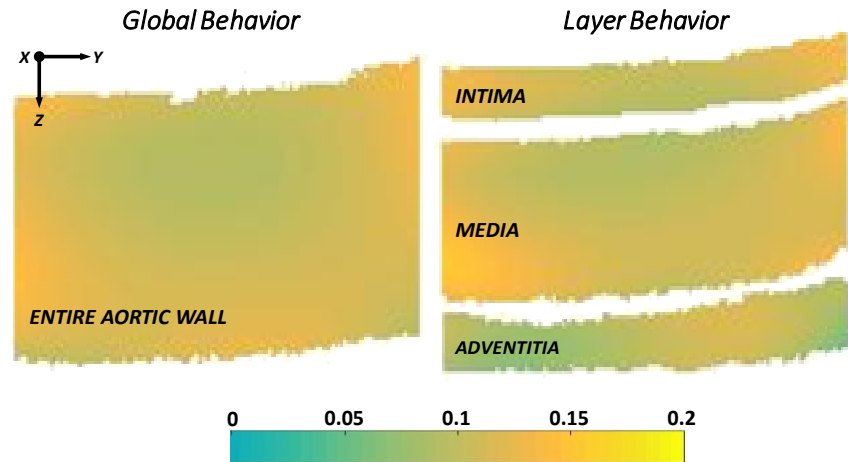 Global Behavior
Layer Behavior
X
Y
Z
INTIMA
MEDIA
ENTIRE AORTIC WALL
ADVENTITIA
0 0.05 0.1 0.15 0.2